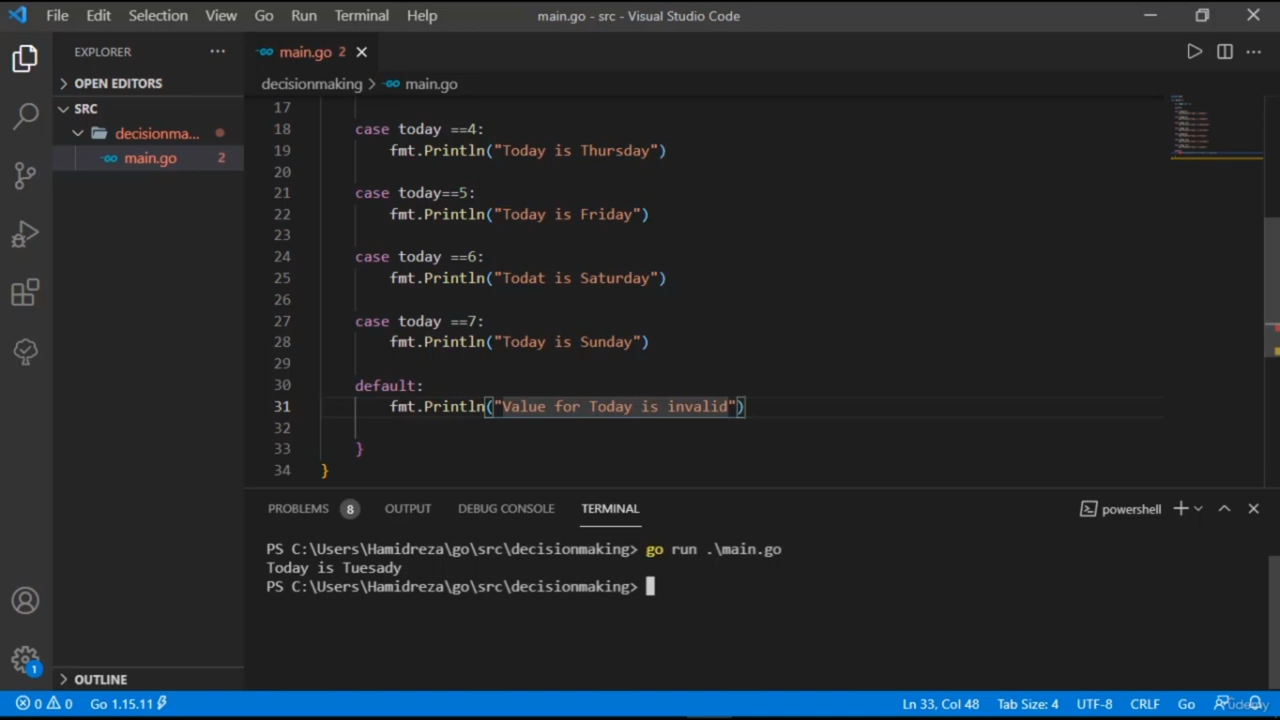 File Edit Selection View Go Run Terminal Help main.go - src - Visual Studio Code
EXPLORER
main.go 2
OPEN EDITORS
decisionmaking > main.go
SRC
decisionma...
main.go 2
17
18 case today ==4:
19 fmt.Println("Today is Thursday")
20
21 case today==5:
22 fmt.Println("Today is Friday")
23
24 case today ==6:
25 fmt.Println("Todat is Saturday")
26
27 case today ==7:
28 fmt.Println("Today is Sunday")
29
30 default:
31 fmt.Println("Value for Today is invalid")
32
33 }
34 }
PROBLEMS 8 OUTPUT DEBUG CONSOLE TERMINAL powershell
PS C:\Users\Hamidreza\go\src\decisionmaking> go run .\main.go
Today is Tuesady
PS C:\Users\Hamidreza\go\src\decisionmaking>
1
OUTLINE
0 0 Go 1.15.11 Ln 33, Col 48 Tab Size: 4 UTF-8 CRLF Go
Udemy